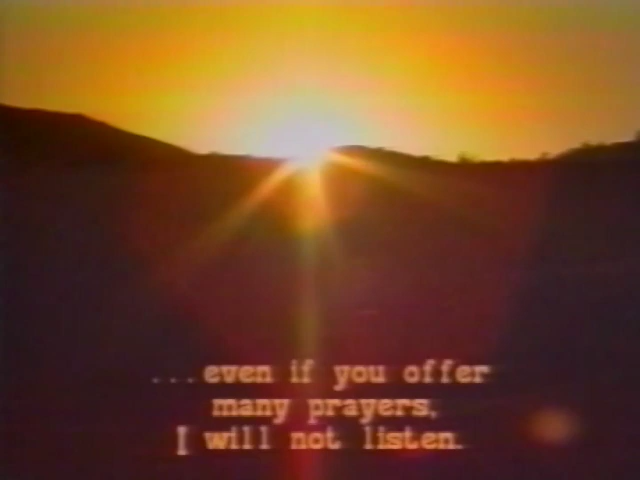 ...even if you offer
many prayers,
I will not listen.